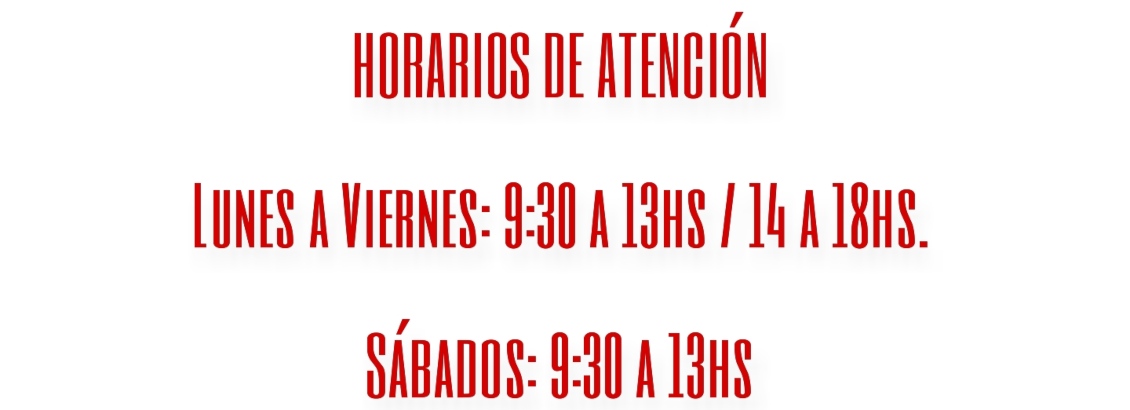 HORARIOS DE ATENCIÓN
Lunes a Viernes: 9:30 a 13hs / 14 a 18hs.
Sábados: 9:30 a 13hs